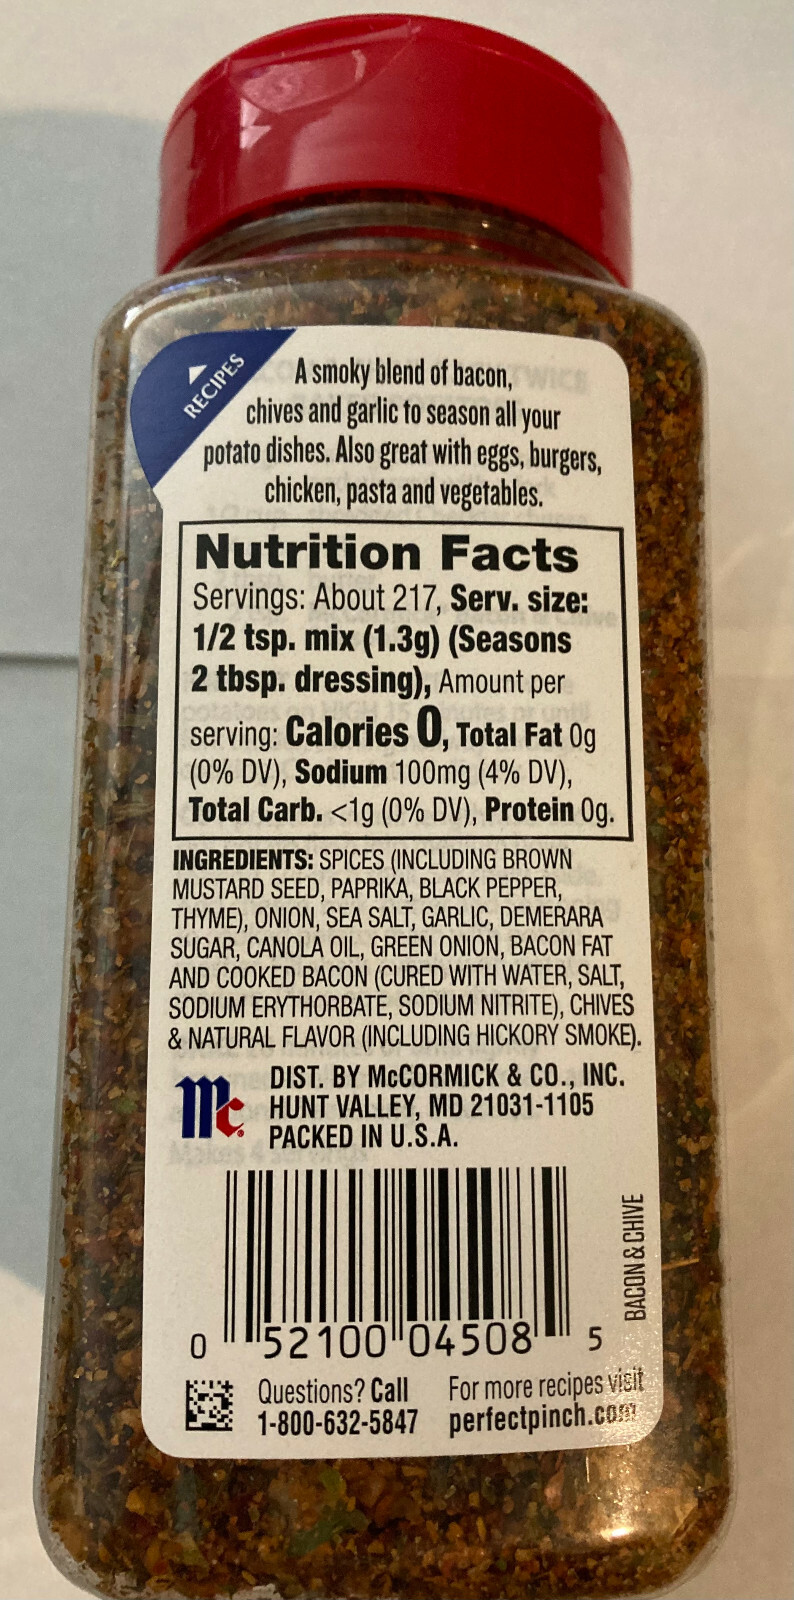 RECIPES
A smoky blend of bacon,
chives and garlic to season all your
potato dishes. Also great with eggs, burgers,
chicken, pasta and vegetables.
Nutrition Facts
Servings: About 217, Serv. size:
1/2 tsp. mix (1.3g) (Seasons
2 tbsp. dressing), Amount per
serving: Calories 0, Total Fat 0g
(0% DV), Sodium 100mg (4% DV),
Total Carb. <1g (0% DV), Protein 0g.
INGREDIENTS: SPICES (INCLUDING BROWN
MUSTARD SEED, PAPRIKA, BLACK PEPPER,
THYME), ONION, SEA SALT, GARLIC, DEMERARA
SUGAR, CANOLA OIL, GREEN ONION, BACON FAT
AND COOKED BACON (CURED WITH WATER, SALT,
SODIUM ERYTHORBATE, SODIUM NITRITE), CHIVES
& NATURAL FLAVOR (INCLUDING HICKORY SMOKE).
Mc
DIST. BY McCORMICK & CO., INC.
HUNT VALLEY, MD 21031-1105
PACKED IN U.S.A.
BACON & CHIVE
0 52100 04508 5
Questions? Call
1-800-632-5847
For more recipes visit
perfectpinch.com